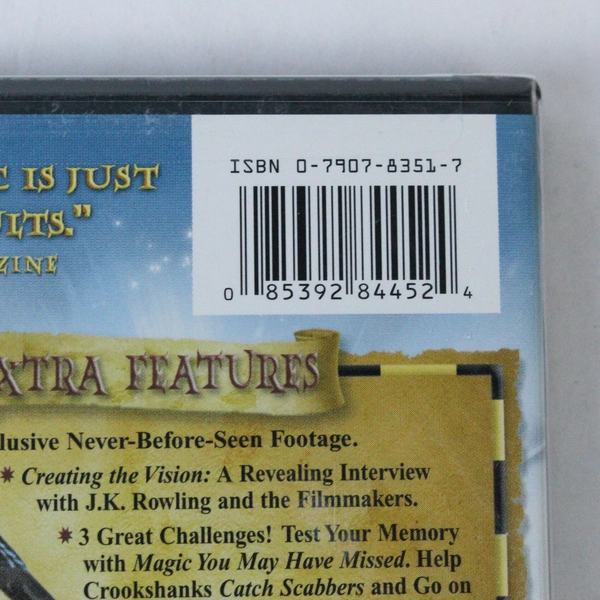 ISBN 0-7907-8351-7
C IS JUST
ULTS."
ZINE
0 85392 84452 4
XTRA FEATURES
lusive Never-Before-Seen Footage.
✷ Creating the Vision: A Revealing Interview
with J.K. Rowling and the Filmmakers.
✷ 3 Great Challenges! Test Your Memory
with Magic You May Have Missed. Help
Crookshanks Catch Scabbers and Go on